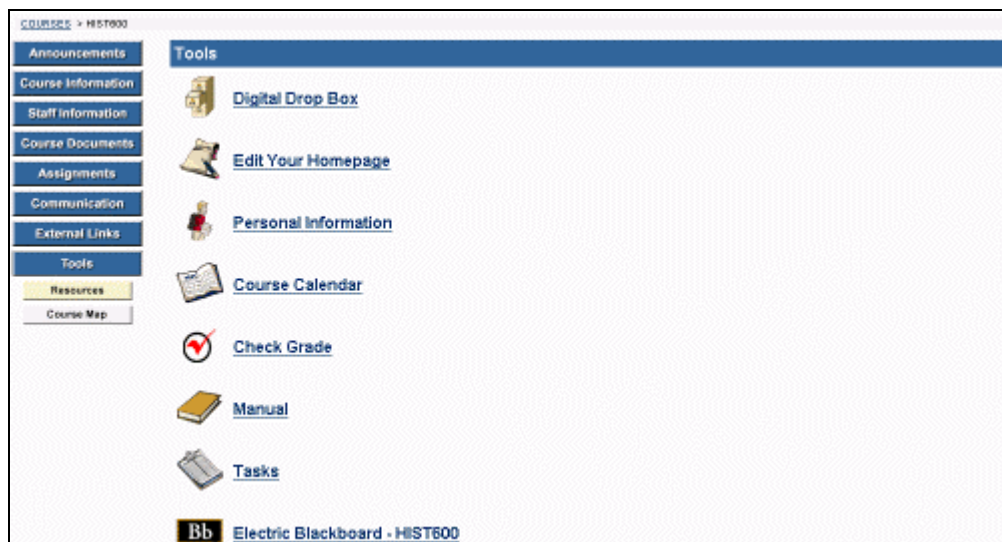 COURSES > HIST600
Announcements
Course Information
Staff Information
Course Documents
Assignments
Communication
External Links
Tools
Resources
Course Map
Tools
Digital Drop Box
Edit Your Homepage
Personal Information
Course Calendar
Check Grade
Manual
Tasks
Bb Electric Blackboard - HIST600